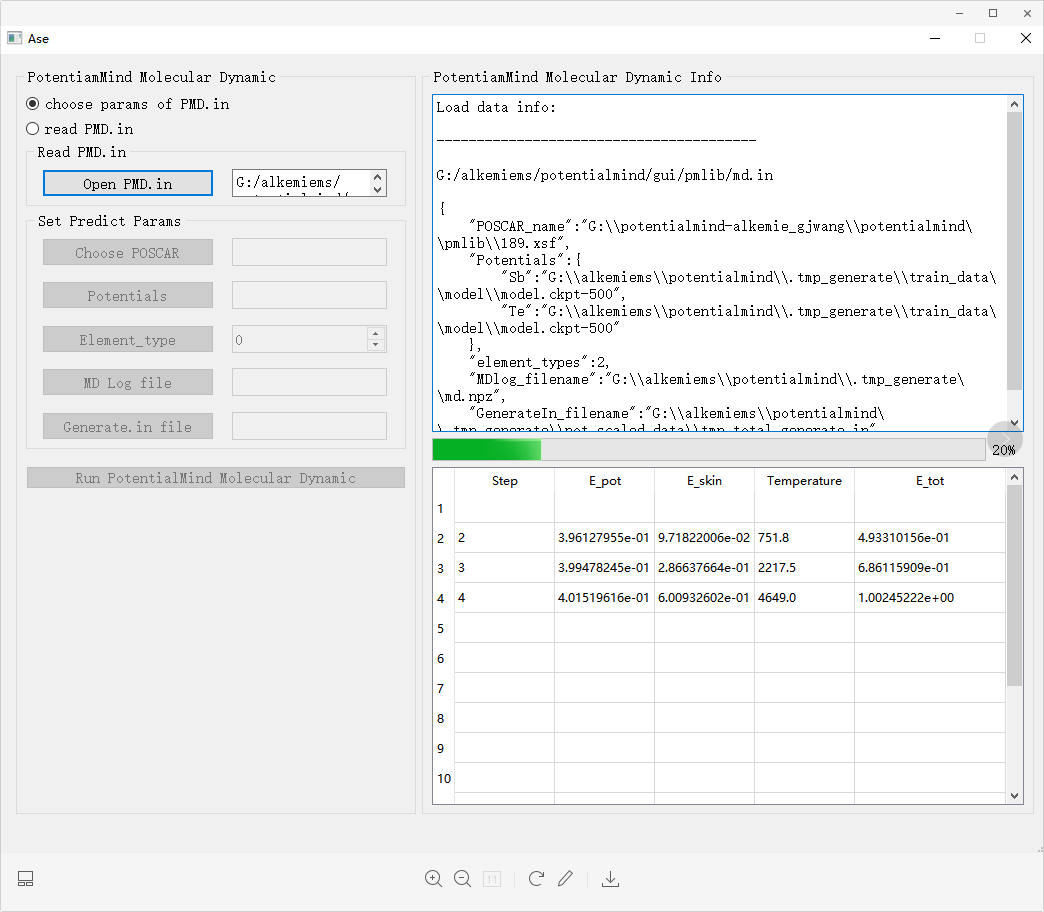 Ase
PotentiamMind Molecular Dynamic
choose params of PMD.in
read PMD.in
Read PMD.in
Open PMD.in
G:/alkemiems/
Set Predict Params
Choose POSCAR
Potentials
Element_type
0
MD Log file
Generate.in file
Run PotentialMind Molecular Dynamic
PotentiamMind Molecular Dynamic Info
Load data info:
----------------------------------------
G:/alkemiems/potentialmind/gui/pmlib/md.in
{
"POSCAR_name":"G:\\potentialmind-alkemie_gjwang\\potentialmind\
\pmlib\\189.xsf",
"Potentials":{
"Sb":"G:\\alkemiems\\potentialmind\\.tmp_generate\\train_data\
\model\\model.ckpt-500",
"Te":"G:\\alkemiems\\potentialmind\\.tmp_generate\\train_data\
\model\\model.ckpt-500"
},
"element_types":2,
"MDlog_filename":"G:\\alkemiems\\potentialmind\\.tmp_generate\
\md.npz",
"GenerateIn_filename":"G:\\alkemiems\\potentialmind\
20%
Step E_pot E_skin Temperature E_tot
1
2 2 3.96127955e-01 9.71822006e-02 751.8 4.93310156e-01
3 3 3.99478245e-01 2.86637664e-01 2217.5 6.86115909e-01
4 4 4.01519616e-01 6.00932602e-01 4649.0 1.00245222e+00
5
6
7
8
9
10
1:1